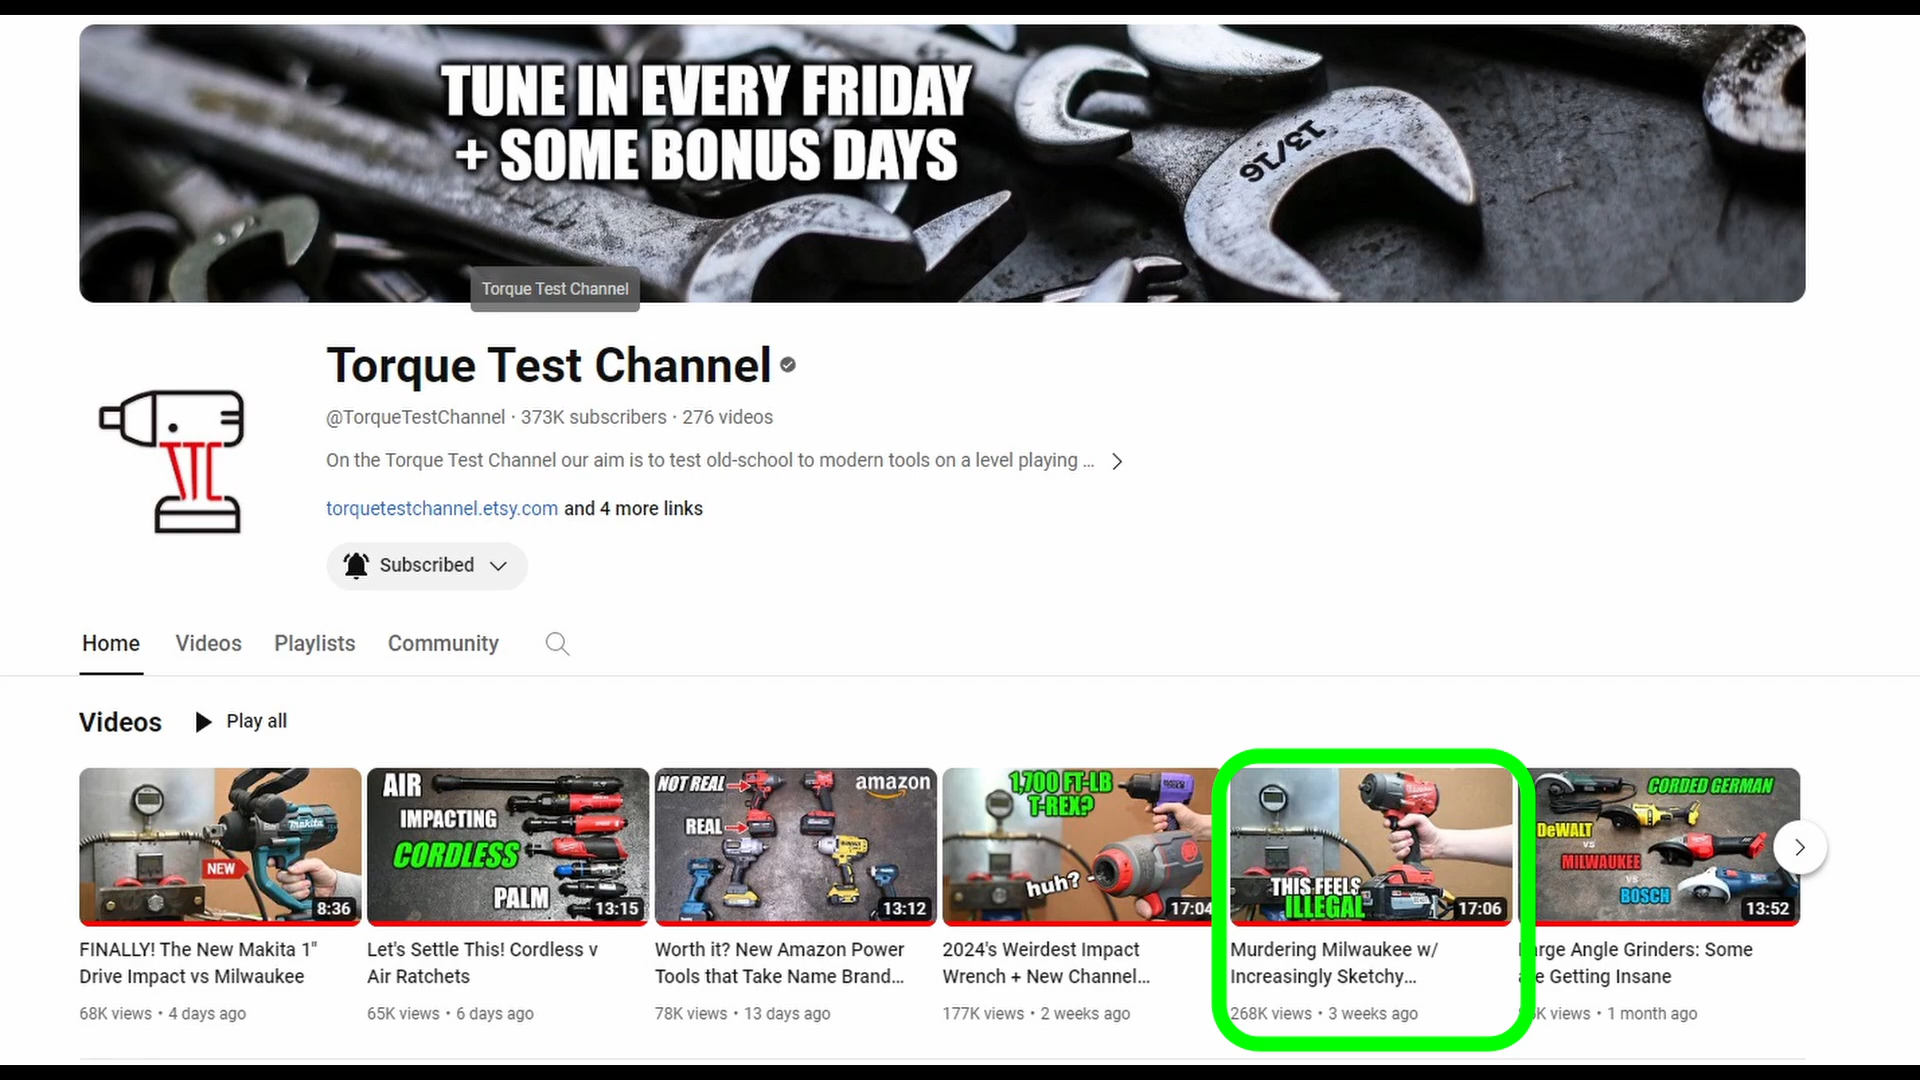 TUNE IN EVERY FRIDAY
+ SOME BONUS DAYS
13/16
Torque Test Channel
Torque Test Channel
@TorqueTestChannel · 373K subscribers · 276 videos
On the Torque Test Channel our aim is to test old-school to modern tools on a level playing ...
torquetestchannel.etsy.com and 4 more links
TTC
Subscribed
Home Videos Playlists Community
Videos Play all
makita
NEW
8:36
FINALLY! The New Makita 1"
Drive Impact vs Milwaukee
68K views • 4 days ago
AIR
IMPACTING
CORDLESS
PALM
13:15
Let's Settle This! Cordless v
Air Ratchets
65K views • 6 days ago
NOT REAL
amazon
REAL
13:12
Worth it? New Amazon Power
Tools that Take Name Brand...
78K views • 13 days ago
1,700 FT-LB
T-REX?
huh?
17:04
2024's Weirdest Impact
Wrench + New Channel...
177K views • 2 weeks ago
THIS FEELS
ILLEGAL
17:06
Murdering Milwaukee w/
Increasingly Sketchy...
268K views • 3 weeks ago
CORDED GERMAN
DeWALT
VS
MILWAUKEE
VS
BOSCH
13:52
arge Angle Grinders: Some
e Getting Insane
K views • 1 month ago